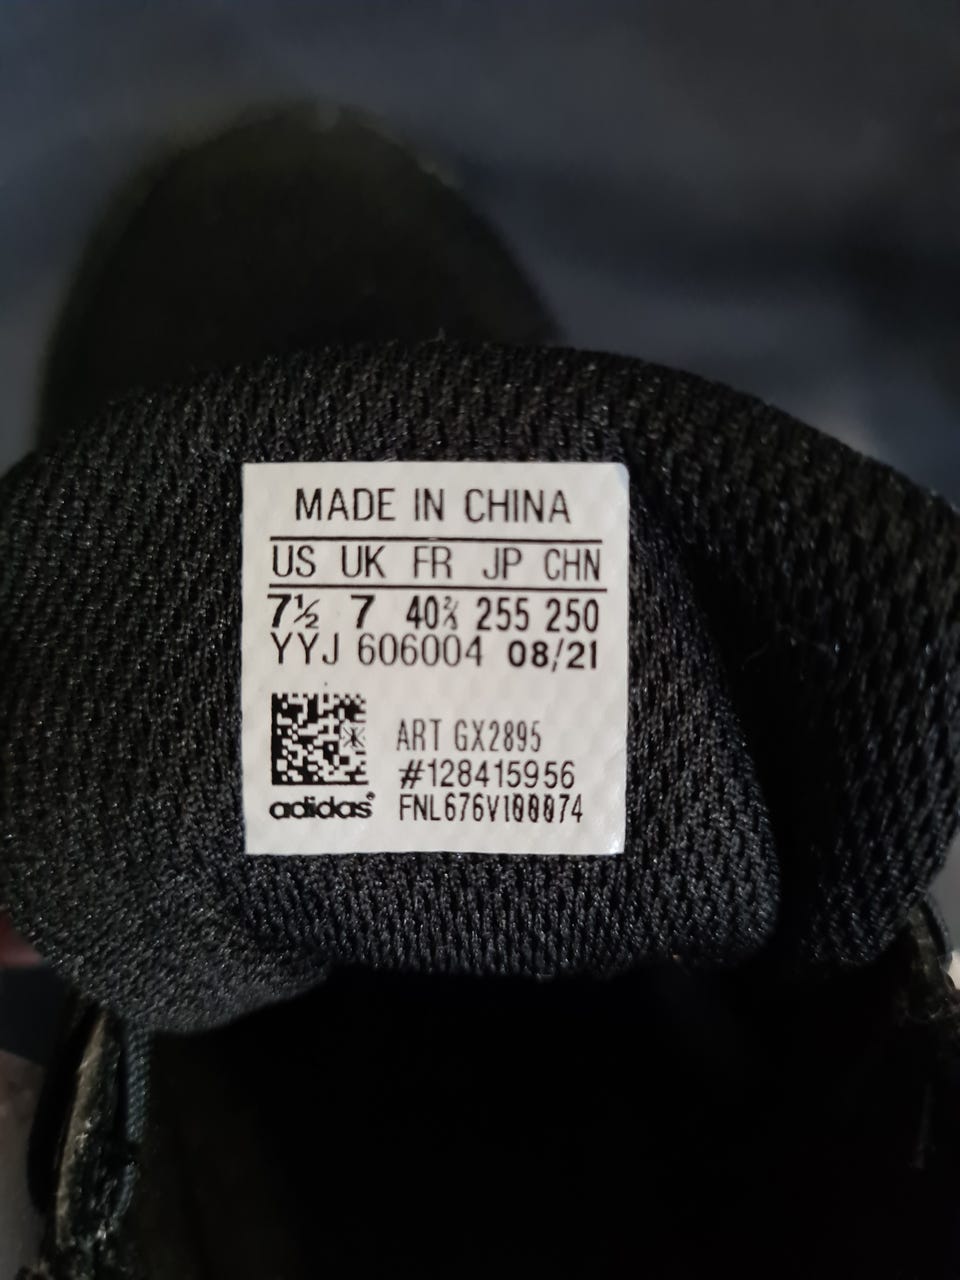 MADE IN CHINA
US UK FR JP CHN
7½ 7 40⅔ 255 250
YYJ 606004 08/21
ART GX2895
#128415956
adidas® FNL676V100074